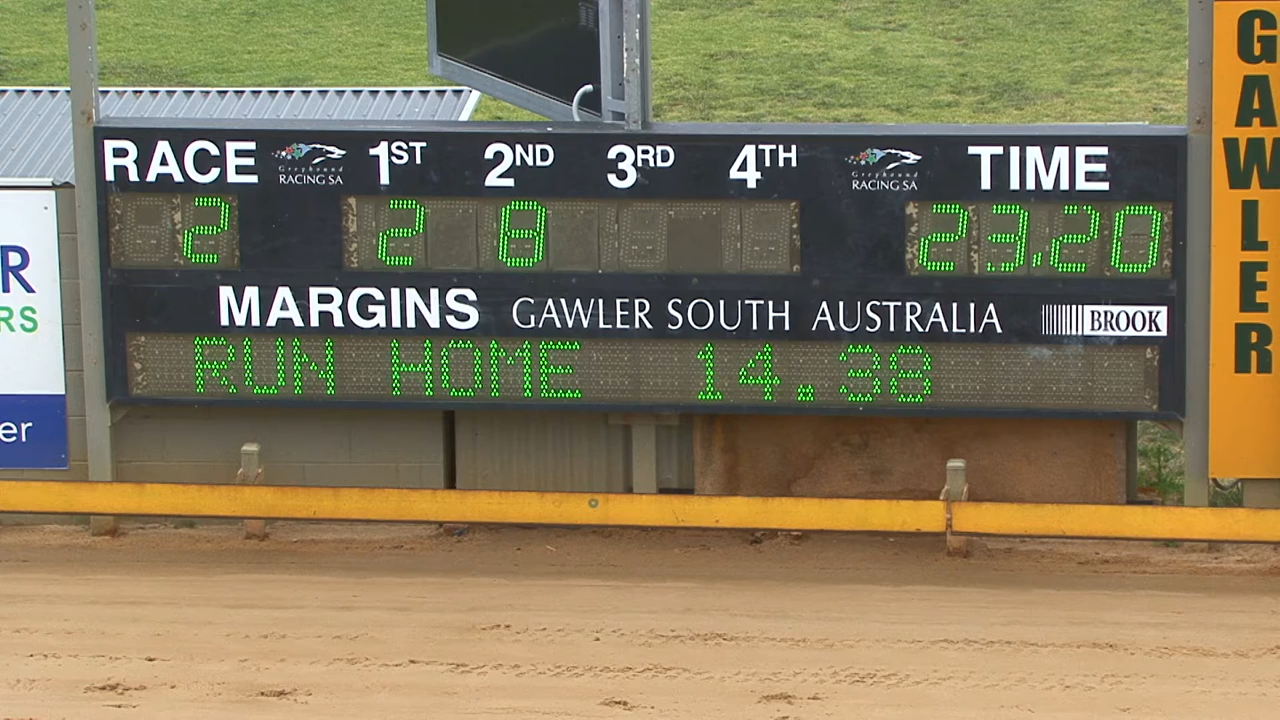 RACE 1ST 2ND 3RD 4TH TIME
Greyhound RACING SA Greyhound RACING SA
2 2 8 23.20
MARGINS GAWLER SOUTH AUSTRALIA BROOK
RUN HOME 14.38
GAWLER
R
RS
er